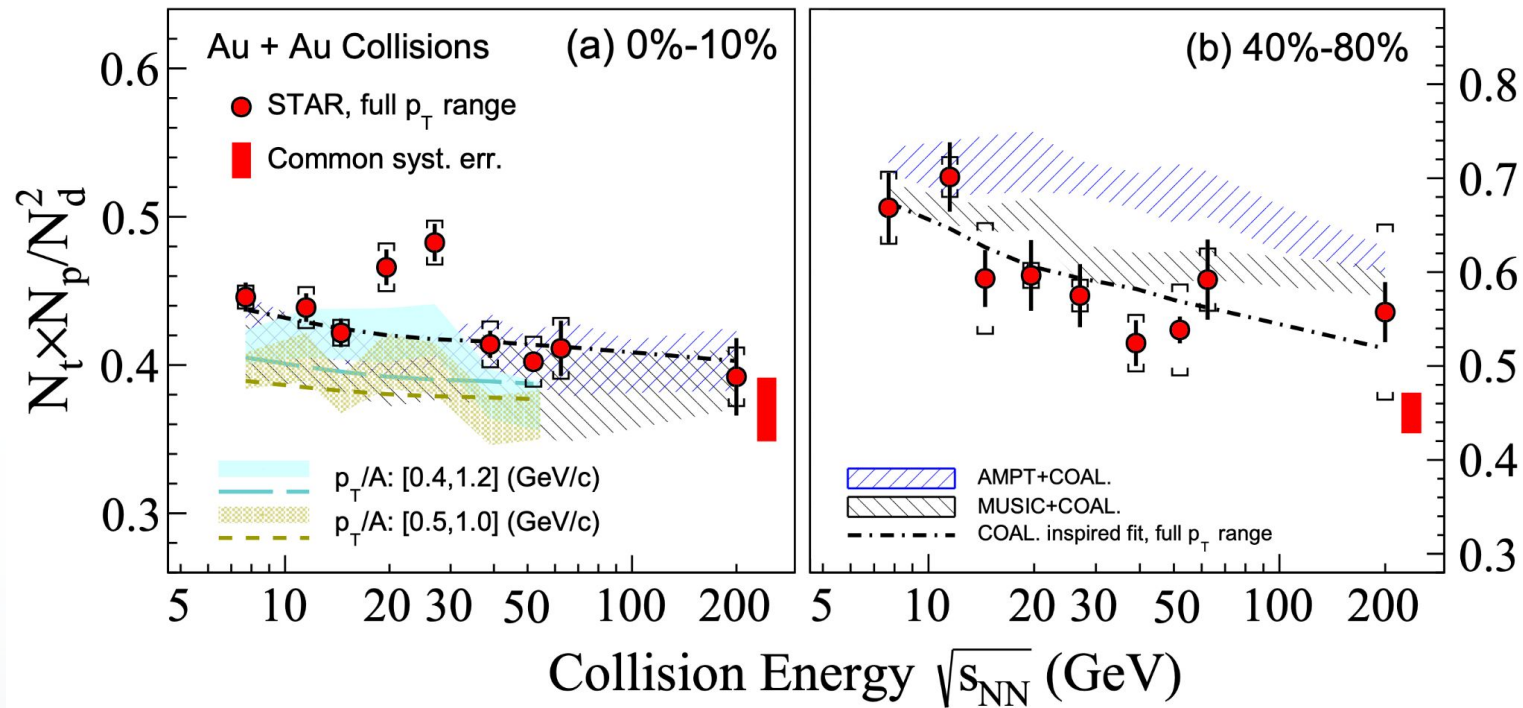 Au + Au Collisions
(a) 0%-10%
STAR, full p_T range
Common syst. err.
0.6
0.5
0.4
0.3
N_t×N_p/N_d^2
p_T/A: [0.4,1.2] (GeV/c)
p_T/A: [0.5,1.0] (GeV/c)
5 10 20 30 50 100 200
(b) 40%-80%
0.8
0.7
0.6
0.5
0.4
0.3
AMPT+COAL.
MUSIC+COAL.
COAL. inspired fit, full p_T range
5 10 20 30 50 100 200
Collision Energy √s_NN (GeV)